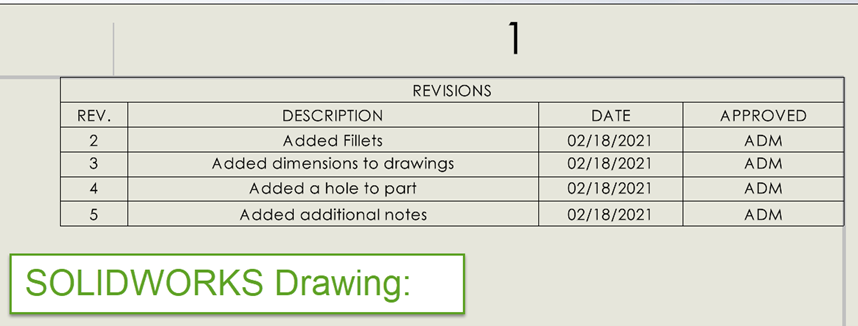 1
REVISIONS
REV. DESCRIPTION DATE APPROVED
2 Added Fillets 02/18/2021 ADM
3 Added dimensions to drawings 02/18/2021 ADM
4 Added a hole to part 02/18/2021 ADM
5 Added additional notes 02/18/2021 ADM
SOLIDWORKS Drawing: